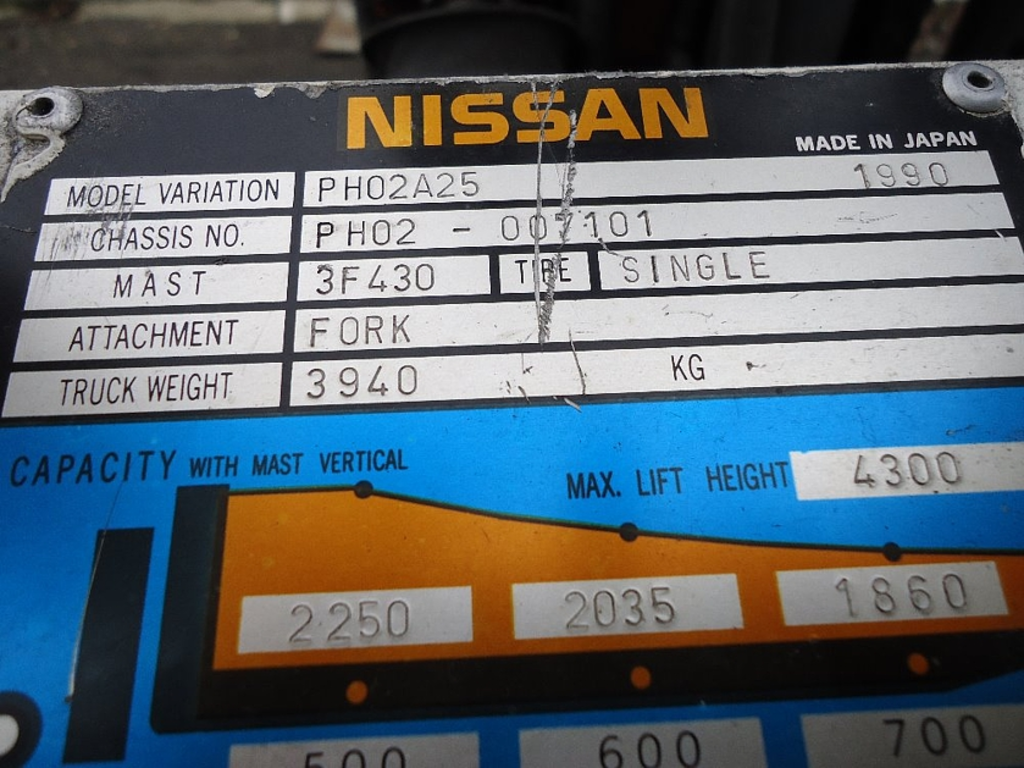 NISSAN
MADE IN JAPAN
MODEL VARIATION PH02A25 1990
CHASSIS NO. PH02 - 007101
MAST 3F430 TIRE SINGLE
ATTACHMENT FORK
TRUCK WEIGHT 3940 KG
CAPACITY WITH MAST VERTICAL
MAX. LIFT HEIGHT 4300
2250 2035 1860
500 600 700